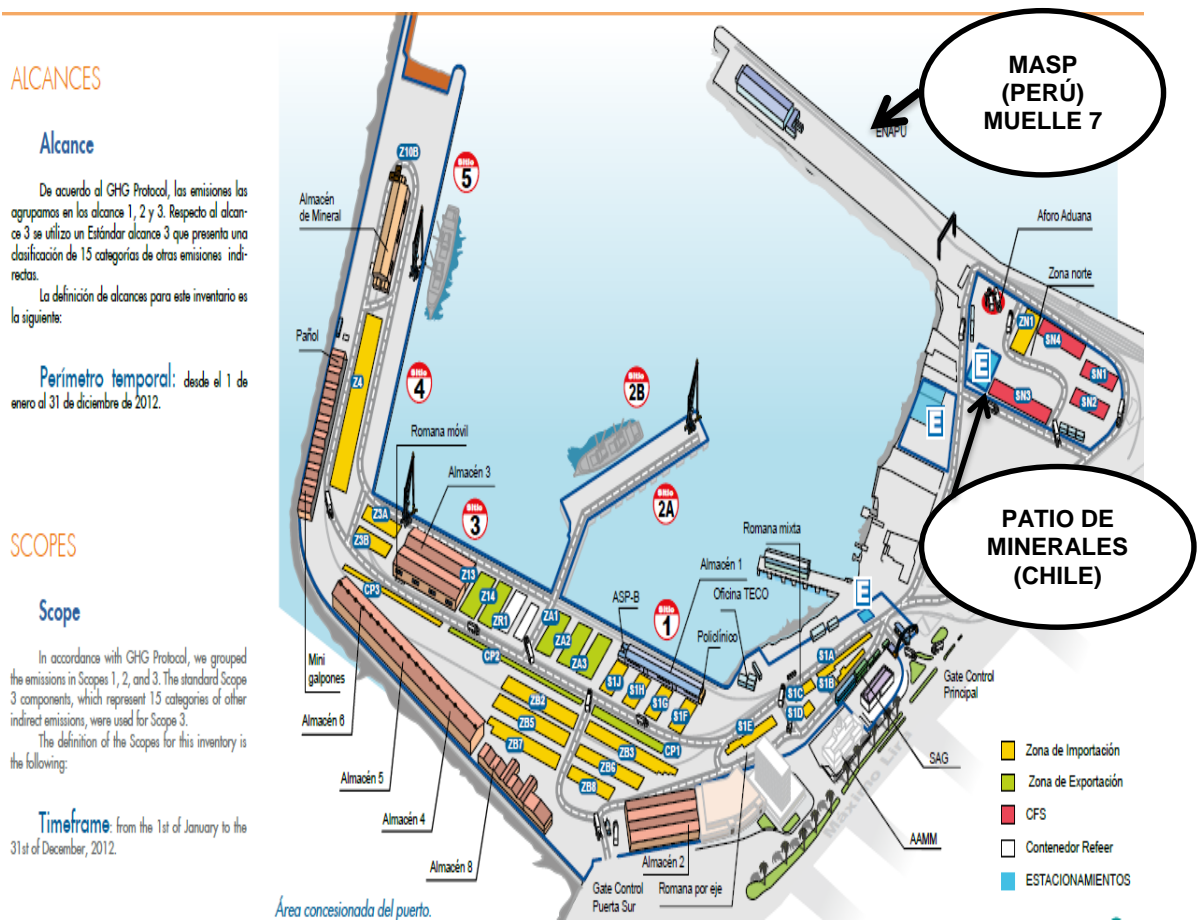 ALCANCES
Alcance
De acuerdo al GHG Protocol, las emisiones las
agrupamos en los alcance 1, 2 y 3. Respecto al alcan-
ce 3 se utilizo un Estándar alcance 3 que presenta una
clasificación de 15 categorías de otras emisiones indi-
rectas.
La definición de alcances para este inventario es
la siguiente:
Perímetro temporal: desde el 1 de
enero al 31 de diciembre de 2012.
SCOPES
Scope
In accordance with GHG Protocol, we grouped
the emissions in Scopes 1, 2, and 3. The standard Scope
3 components, which represent 15 categories of other
indirect emissions, were used for Scope 3.
The definition of the Scopes for this inventory is
the following:
Timeframe: from the 1st of January to the
31st of December, 2012.
MASP
(PERÚ)
MUELLE 7
ENAPU
Z10B
Sitio
5
Almacén
de Mineral
Aforo Aduana
Zona norte
ZN1
SN4
SN1
SN2
SN3
E
E
Pañol
Z4
Sitio
4
Sitio
2B
Romana móvil
Almacén 3
Z3A
Z3B
Sitio
3
Sitio
2A
Romana mixta
PATIO DE
MINERALES
(CHILE)
Almacén 1
Oficina TECO
ASP-B
Sitio
1
Policlínico
E
CP3
Z13
Z14
ZR1
ZA1
ZA2
ZA3
CP2
S1J
S1H
S1G
S1F
S1A
S1B
S1C
S1D
S1E
Gate Control
Principal
Mini
galpones
Almacén 6
ZB2
ZB5
ZB7
ZB3
ZB6
ZB8
CP1
SAG
Almacén 5
Almacén 4
Almacén 8
Almacén 2
AAMM
Gate Control
Puerta Sur
Romana por eje
Zona de Importación
Zona de Exportación
CFS
Contenedor Refeer
ESTACIONAMIENTOS
Área concesionada del puerto.